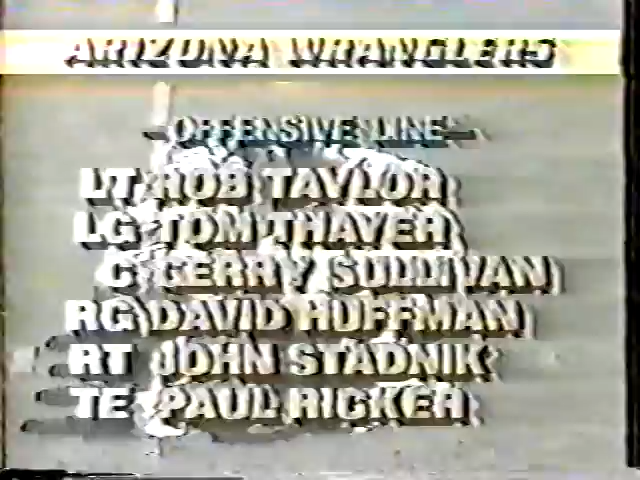 ARIZONA WRANGLERS
-OFFENSIVE LINE-
LT ROB TAYLOR
LG TOM THAYER
C GERRY SULLIVAN
RG DAVID HUFFMAN
RT JOHN STADNIK
TE PAUL RICKER